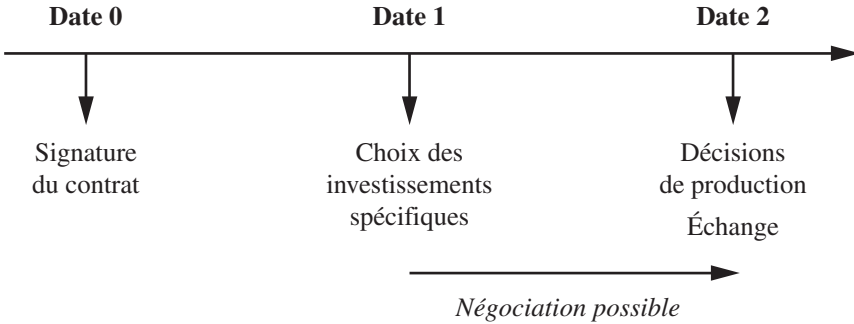 Date 0
Date 1
Date 2
Signature
du contrat
Choix des
investissements
spécifiques
Décisions
de production
Échange
Négociation possible